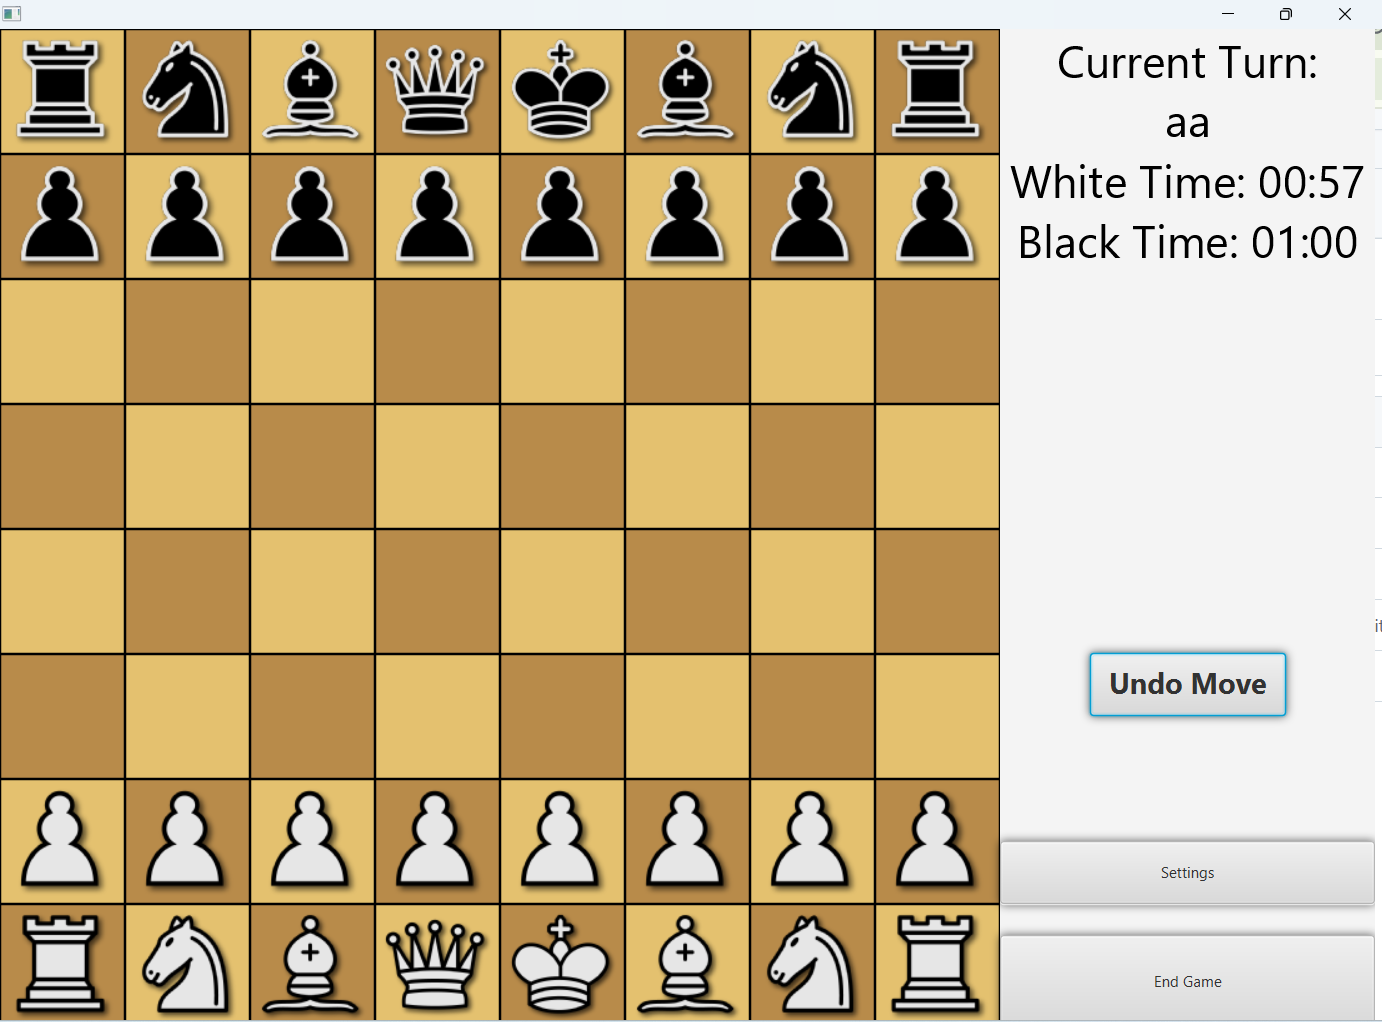 Current Turn:
aa
White Time: 00:57
Black Time: 01:00
Undo Move
Settings
End Game